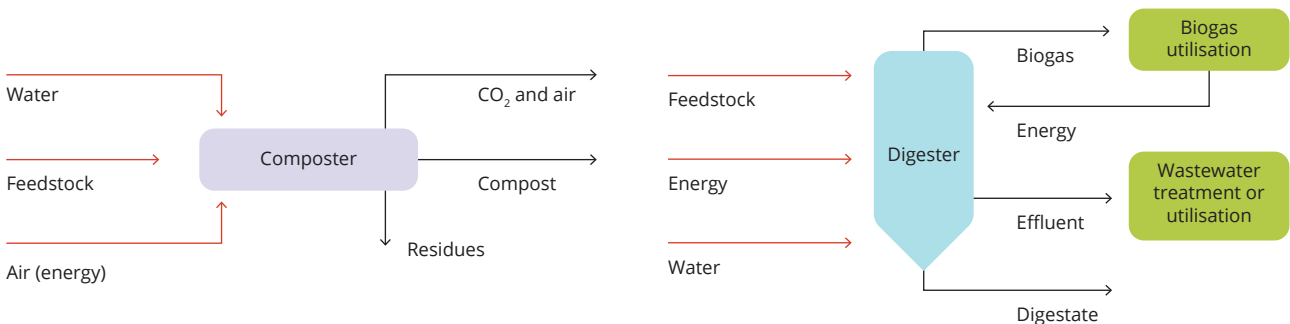 Water
Feedstock
Air (energy)
Composter
CO₂ and air
Compost
Residues
Feedstock
Energy
Water
Digester
Biogas
Energy
Effluent
Digestate
Biogas
utilisation
Wastewater
treatment or
utilisation